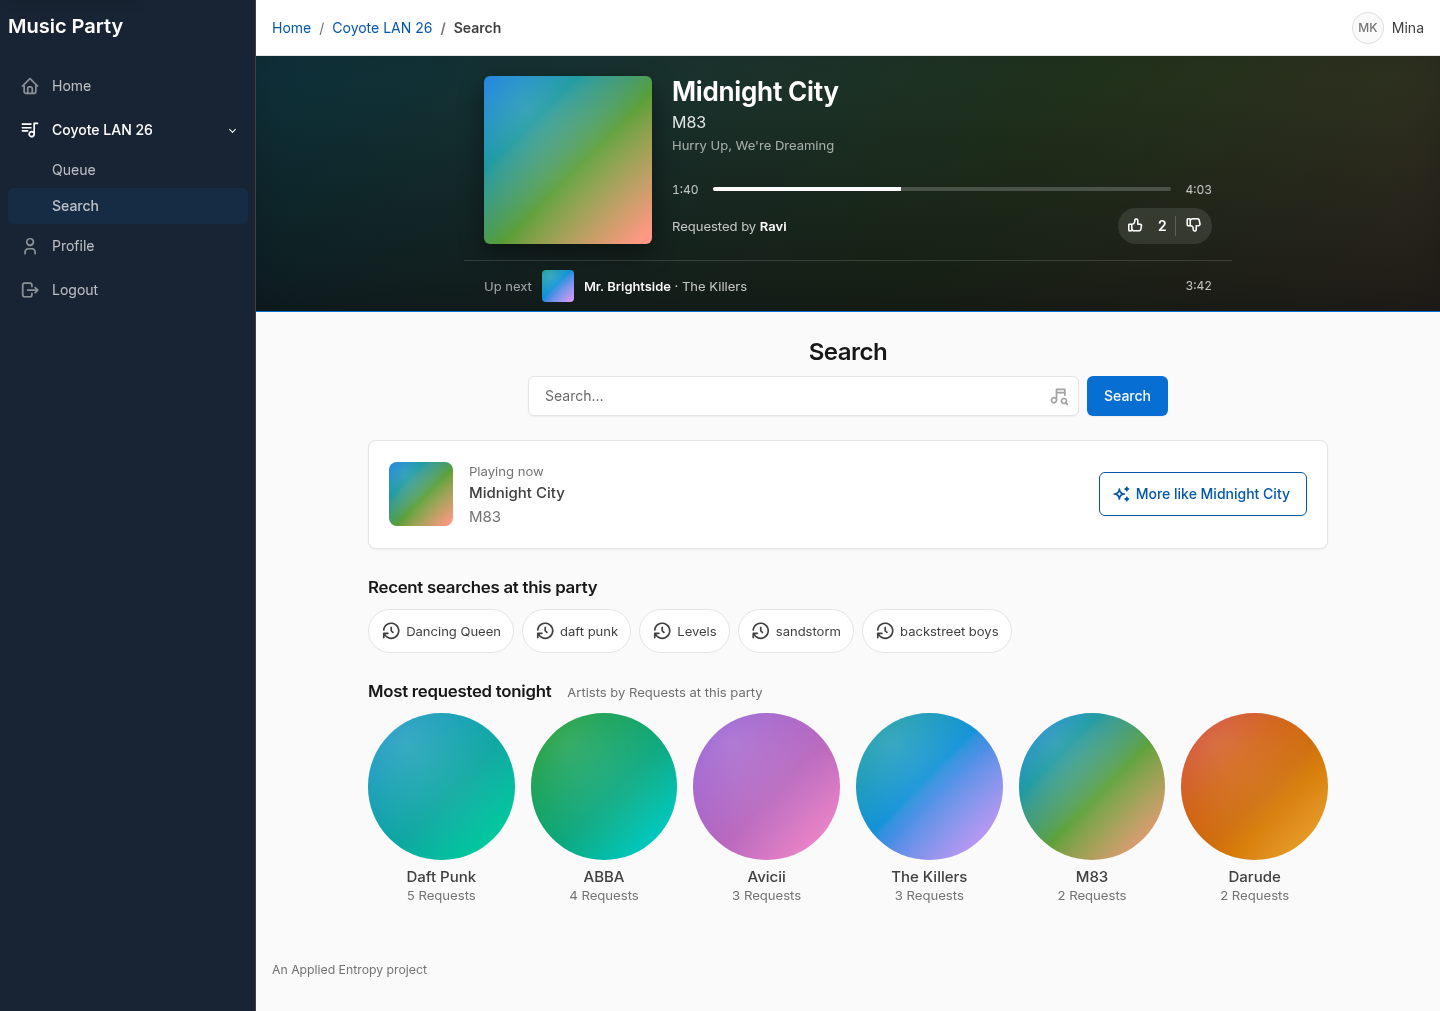 Music Party
Home
Coyote LAN 26
Queue
Search
Profile
Logout
Home / Coyote LAN 26 / Search
MK Mina
Midnight City
M83
Hurry Up, We're Dreaming
1:40 4:03
Requested by Ravi
2
Up next Mr. Brightside · The Killers 3:42
Search
Search... Search
Playing now
Midnight City
M83
More like Midnight City
Recent searches at this party
Dancing Queen daft punk Levels sandstorm backstreet boys
Most requested tonight Artists by Requests at this party
Daft Punk ABBA Avicii The Killers M83 Darude
5 Requests 4 Requests 3 Requests 3 Requests 2 Requests 2 Requests
An Applied Entropy project